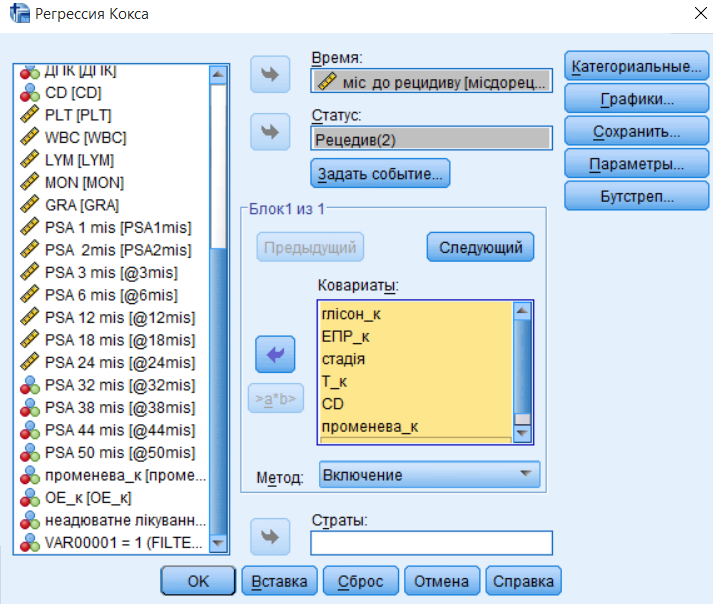 Регрессия Кокса
ДПК [ДПК]
CD [CD]
PLT [PLT]
WBC [WBC]
LYM [LYM]
MON [MON]
GRA [GRA]
PSA 1 mis [PSA1mis]
PSA 2mis [PSA2mis]
PSA 3 mis [@3mis]
PSA 6 mis [@6mis]
PSA 12 mis [@12mis]
PSA 18 mis [@18mis]
PSA 24 mis [@24mis]
PSA 32 mis [@32mis]
PSA 38 mis [@38mis]
PSA 44 mis [@44mis]
PSA 50 mis [@50mis]
променева_к [проме...
OE_к [OE_к]
неадюватне лікуванн...
VAR00001 = 1 (FILTE...
Время:
міс до рецидиву [місдорец...
Статус:
Рецедив(2)
Задать событие...
Блок1 из 1
Предыдущий
Следующий
Ковариаты:
глісон_к
ЕПР_к
стадія
Т_к
CD
променева_к
>a*b>
Метод:
Включение
Страты:
Категориальные...
Графики...
Сохранить...
Параметры...
Бутстреп...
ОК
Вставка
Сброс
Отмена
Справка